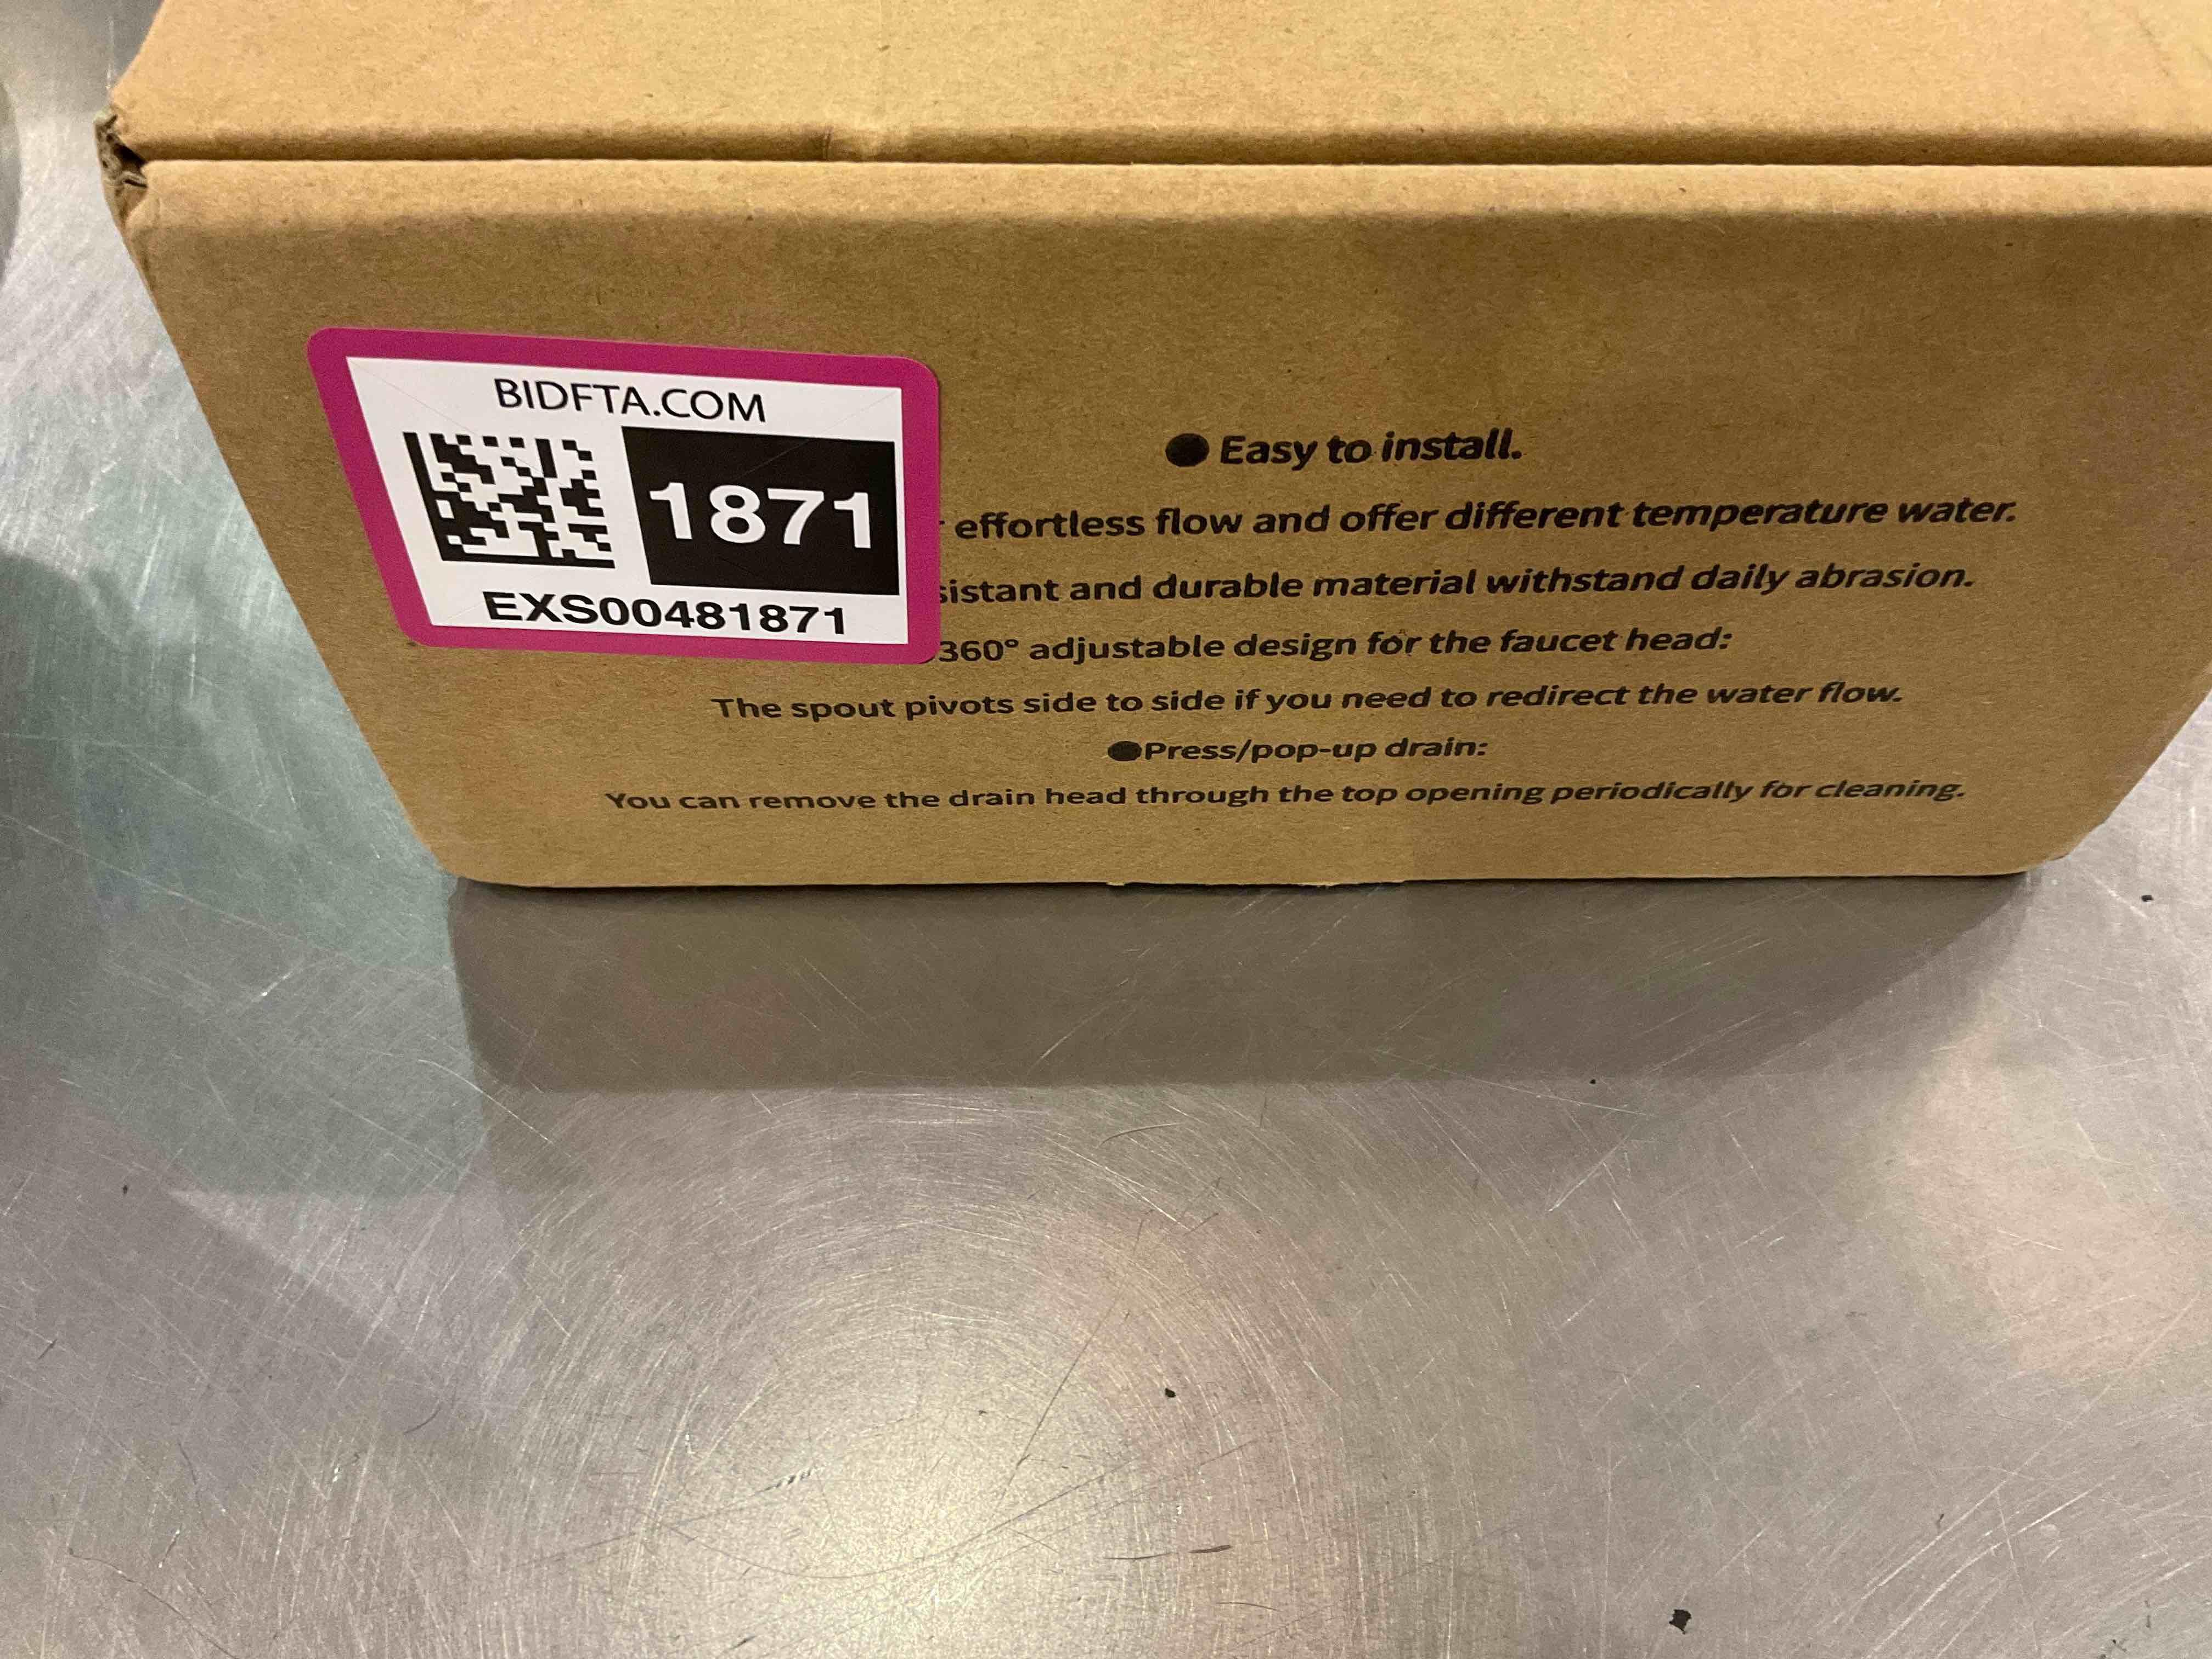 BIDFTA.COM
1871
EXS00481871
● Easy to install.
effortless flow and offer different temperature water.
and durable material withstand daily abrasion.
360° adjustable design for the faucet head:
The spout pivots side to side if you need to redirect the water flow.
●Press/pop-up drain:
You can remove the drain head through the top opening periodically for cleaning.